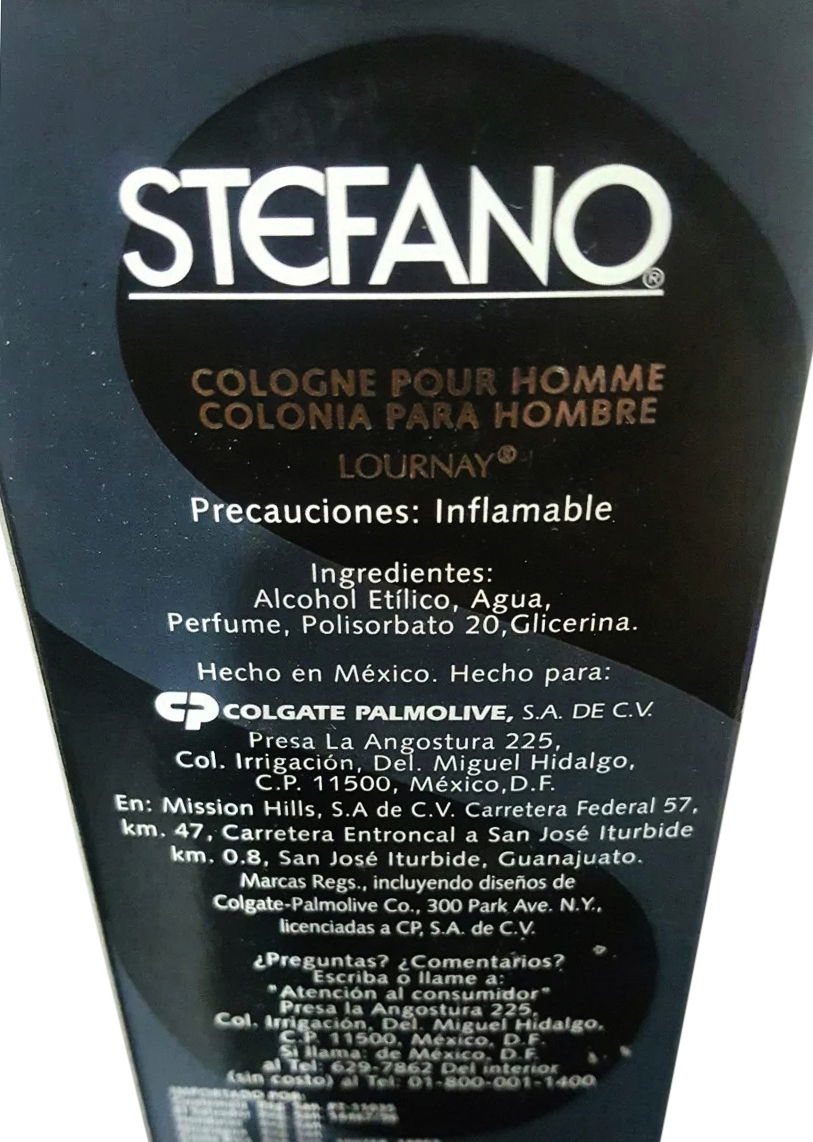 STEFANO®
COLOGNE POUR HOMME
COLONIA PARA HOMBRE
LOURNAY®
Precauciones: Inflamable
Ingredientes:
Alcohol Etílico, Agua,
Perfume, Polisorbato 20,Glicerina.
Hecho en México. Hecho para:
CP COLGATE PALMOLIVE, S.A. DE C.V.
Presa La Angostura 225,
Col. Irrigación, Del. Miguel Hidalgo,
C.P. 11500, México,D.F.
En: Mission Hills, S.A de C.V. Carretera Federal 57,
km. 47, Carretera Entroncal a San José Iturbide
km. 0.8, San José Iturbide, Guanajuato.
Marcas Regs., incluyendo diseños de
Colgate-Palmolive Co., 300 Park Ave. N.Y.,
licenciadas a CP, S.A. de C.V.
¿Preguntas? ¿Comentarios?
Escriba o llame a:
"Atención al consumidor"
Presa la Angostura 225,
Col. Irrigación, Del. Miguel Hidalgo.
C.P. 11500, México, D.F.
Si llama: de México, D.F.
al Tel: 629-7862 Del interior
(sin costo) al Tel: 01-800-001-1400
IMPORTADO POR: